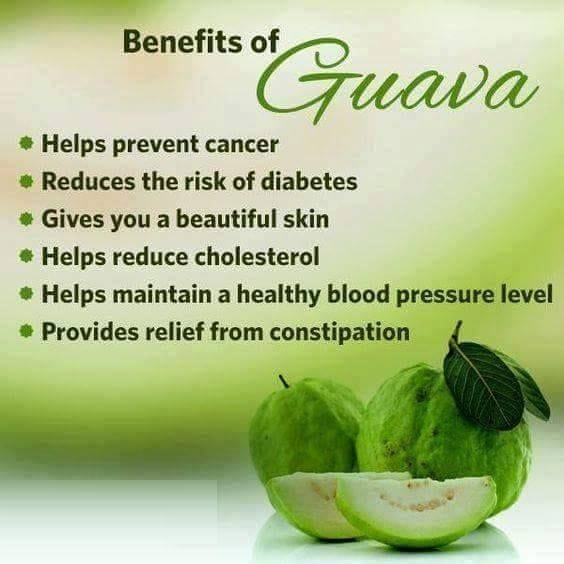 Benefits of Guava
Helps prevent cancer
Reduces the risk of diabetes
Gives you a beautiful skin
Helps reduce cholesterol
Helps maintain a healthy blood pressure level
Provides relief from constipation